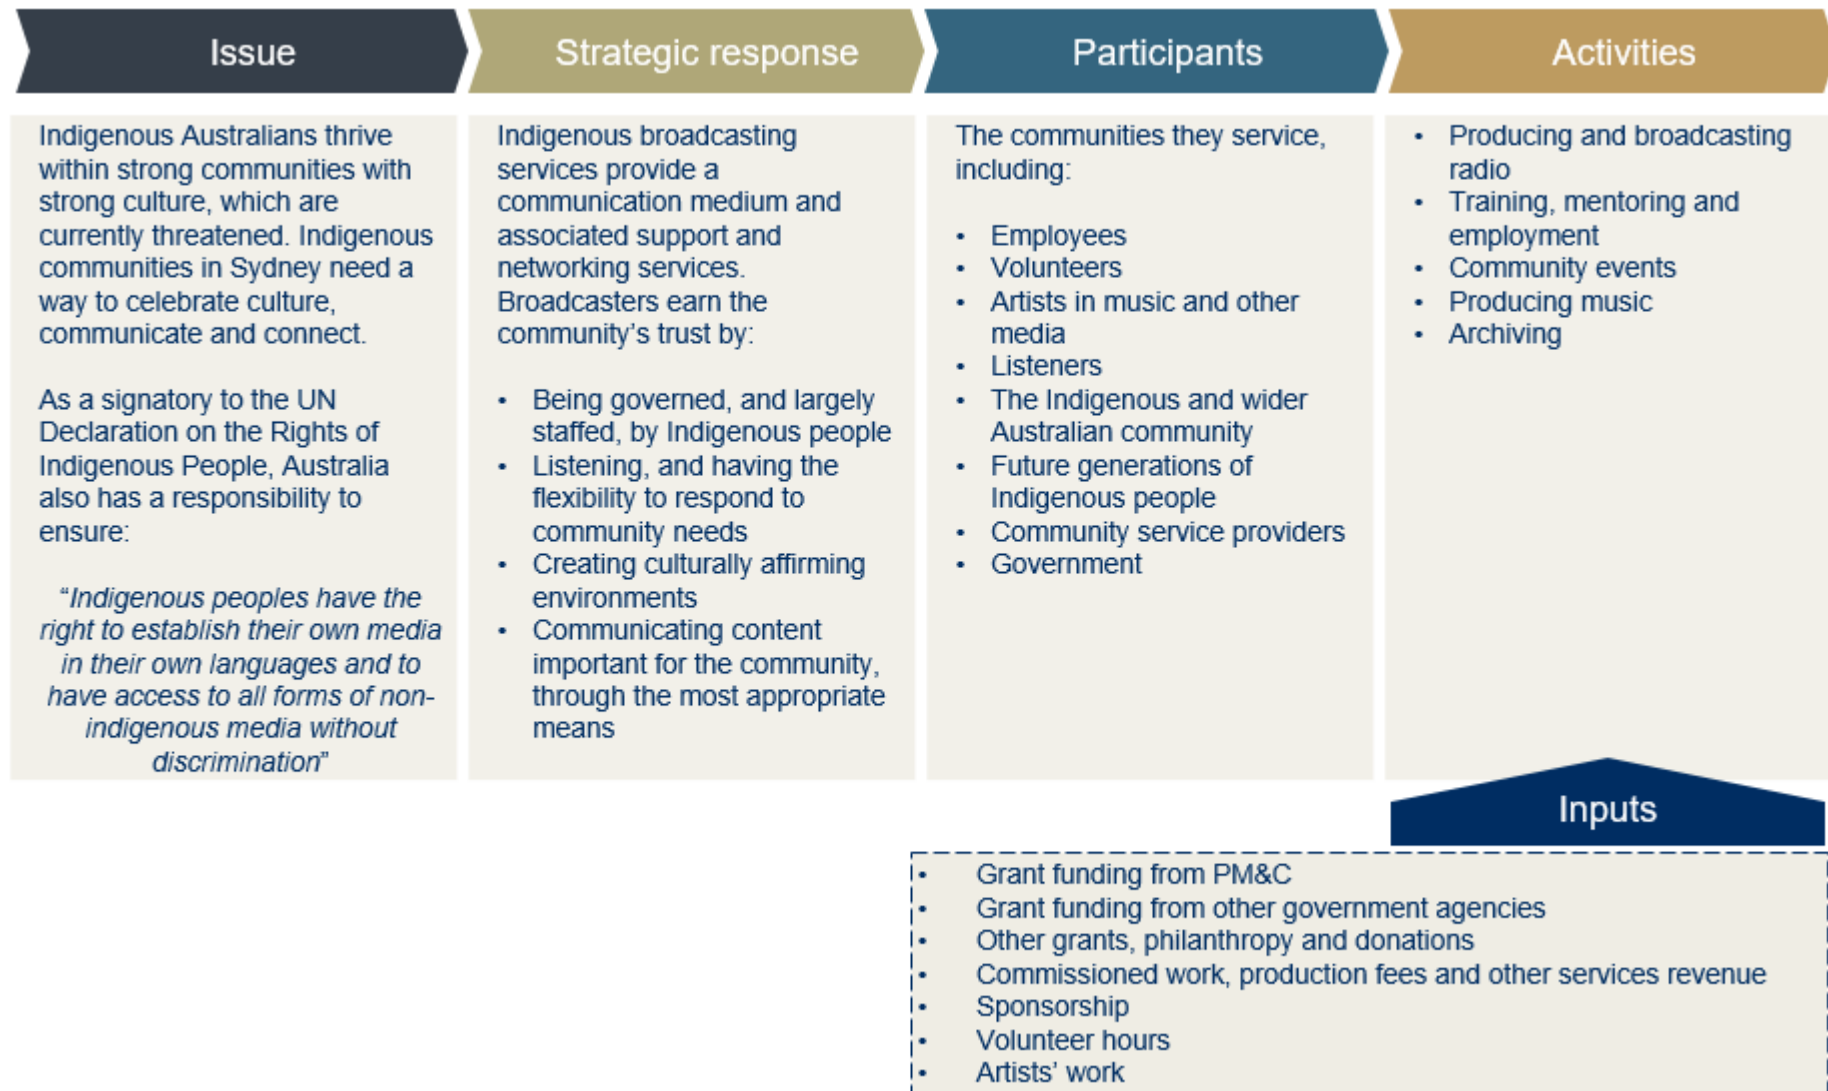 Issue
Strategic response
Participants
Activities
Indigenous Australians thrive
within strong communities with
strong culture, which are
currently threatened. Indigenous
communities in Sydney need a
way to celebrate culture,
communicate and connect.
As a signatory to the UN
Declaration on the Rights of
Indigenous People, Australia
also has a responsibility to
ensure:
“Indigenous peoples have the
right to establish their own media
in their own languages and to
have access to all forms of non-
indigenous media without
discrimination”
Indigenous broadcasting
services provide a
communication medium and
associated support and
networking services.
Broadcasters earn the
community’s trust by:
• Being governed, and largely
staffed, by Indigenous people
• Listening, and having the
flexibility to respond to
community needs
• Creating culturally affirming
environments
• Communicating content
important for the community,
through the most appropriate
means
The communities they service,
including:
• Employees
• Volunteers
• Artists in music and other
media
• Listeners
• The Indigenous and wider
Australian community
• Future generations of
Indigenous people
• Community service providers
• Government
• Producing and broadcasting
radio
• Training, mentoring and
employment
• Community events
• Producing music
• Archiving
Inputs
• Grant funding from PM&C
• Grant funding from other government agencies
• Other grants, philanthropy and donations
• Commissioned work, production fees and other services revenue
• Sponsorship
• Volunteer hours
• Artists’ work